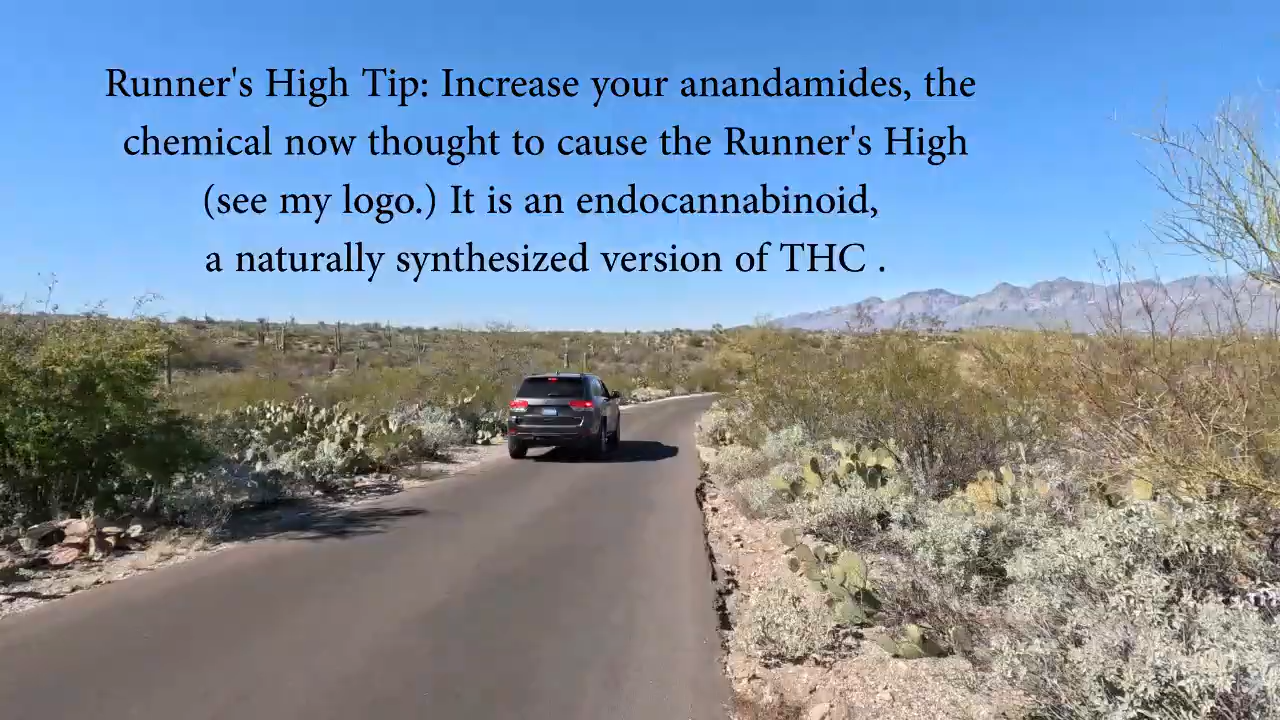 Runner's High Tip: Increase your anandamides, the
chemical now thought to cause the Runner's High
(see my logo.) It is an endocannabinoid,
a naturally synthesized version of THC .